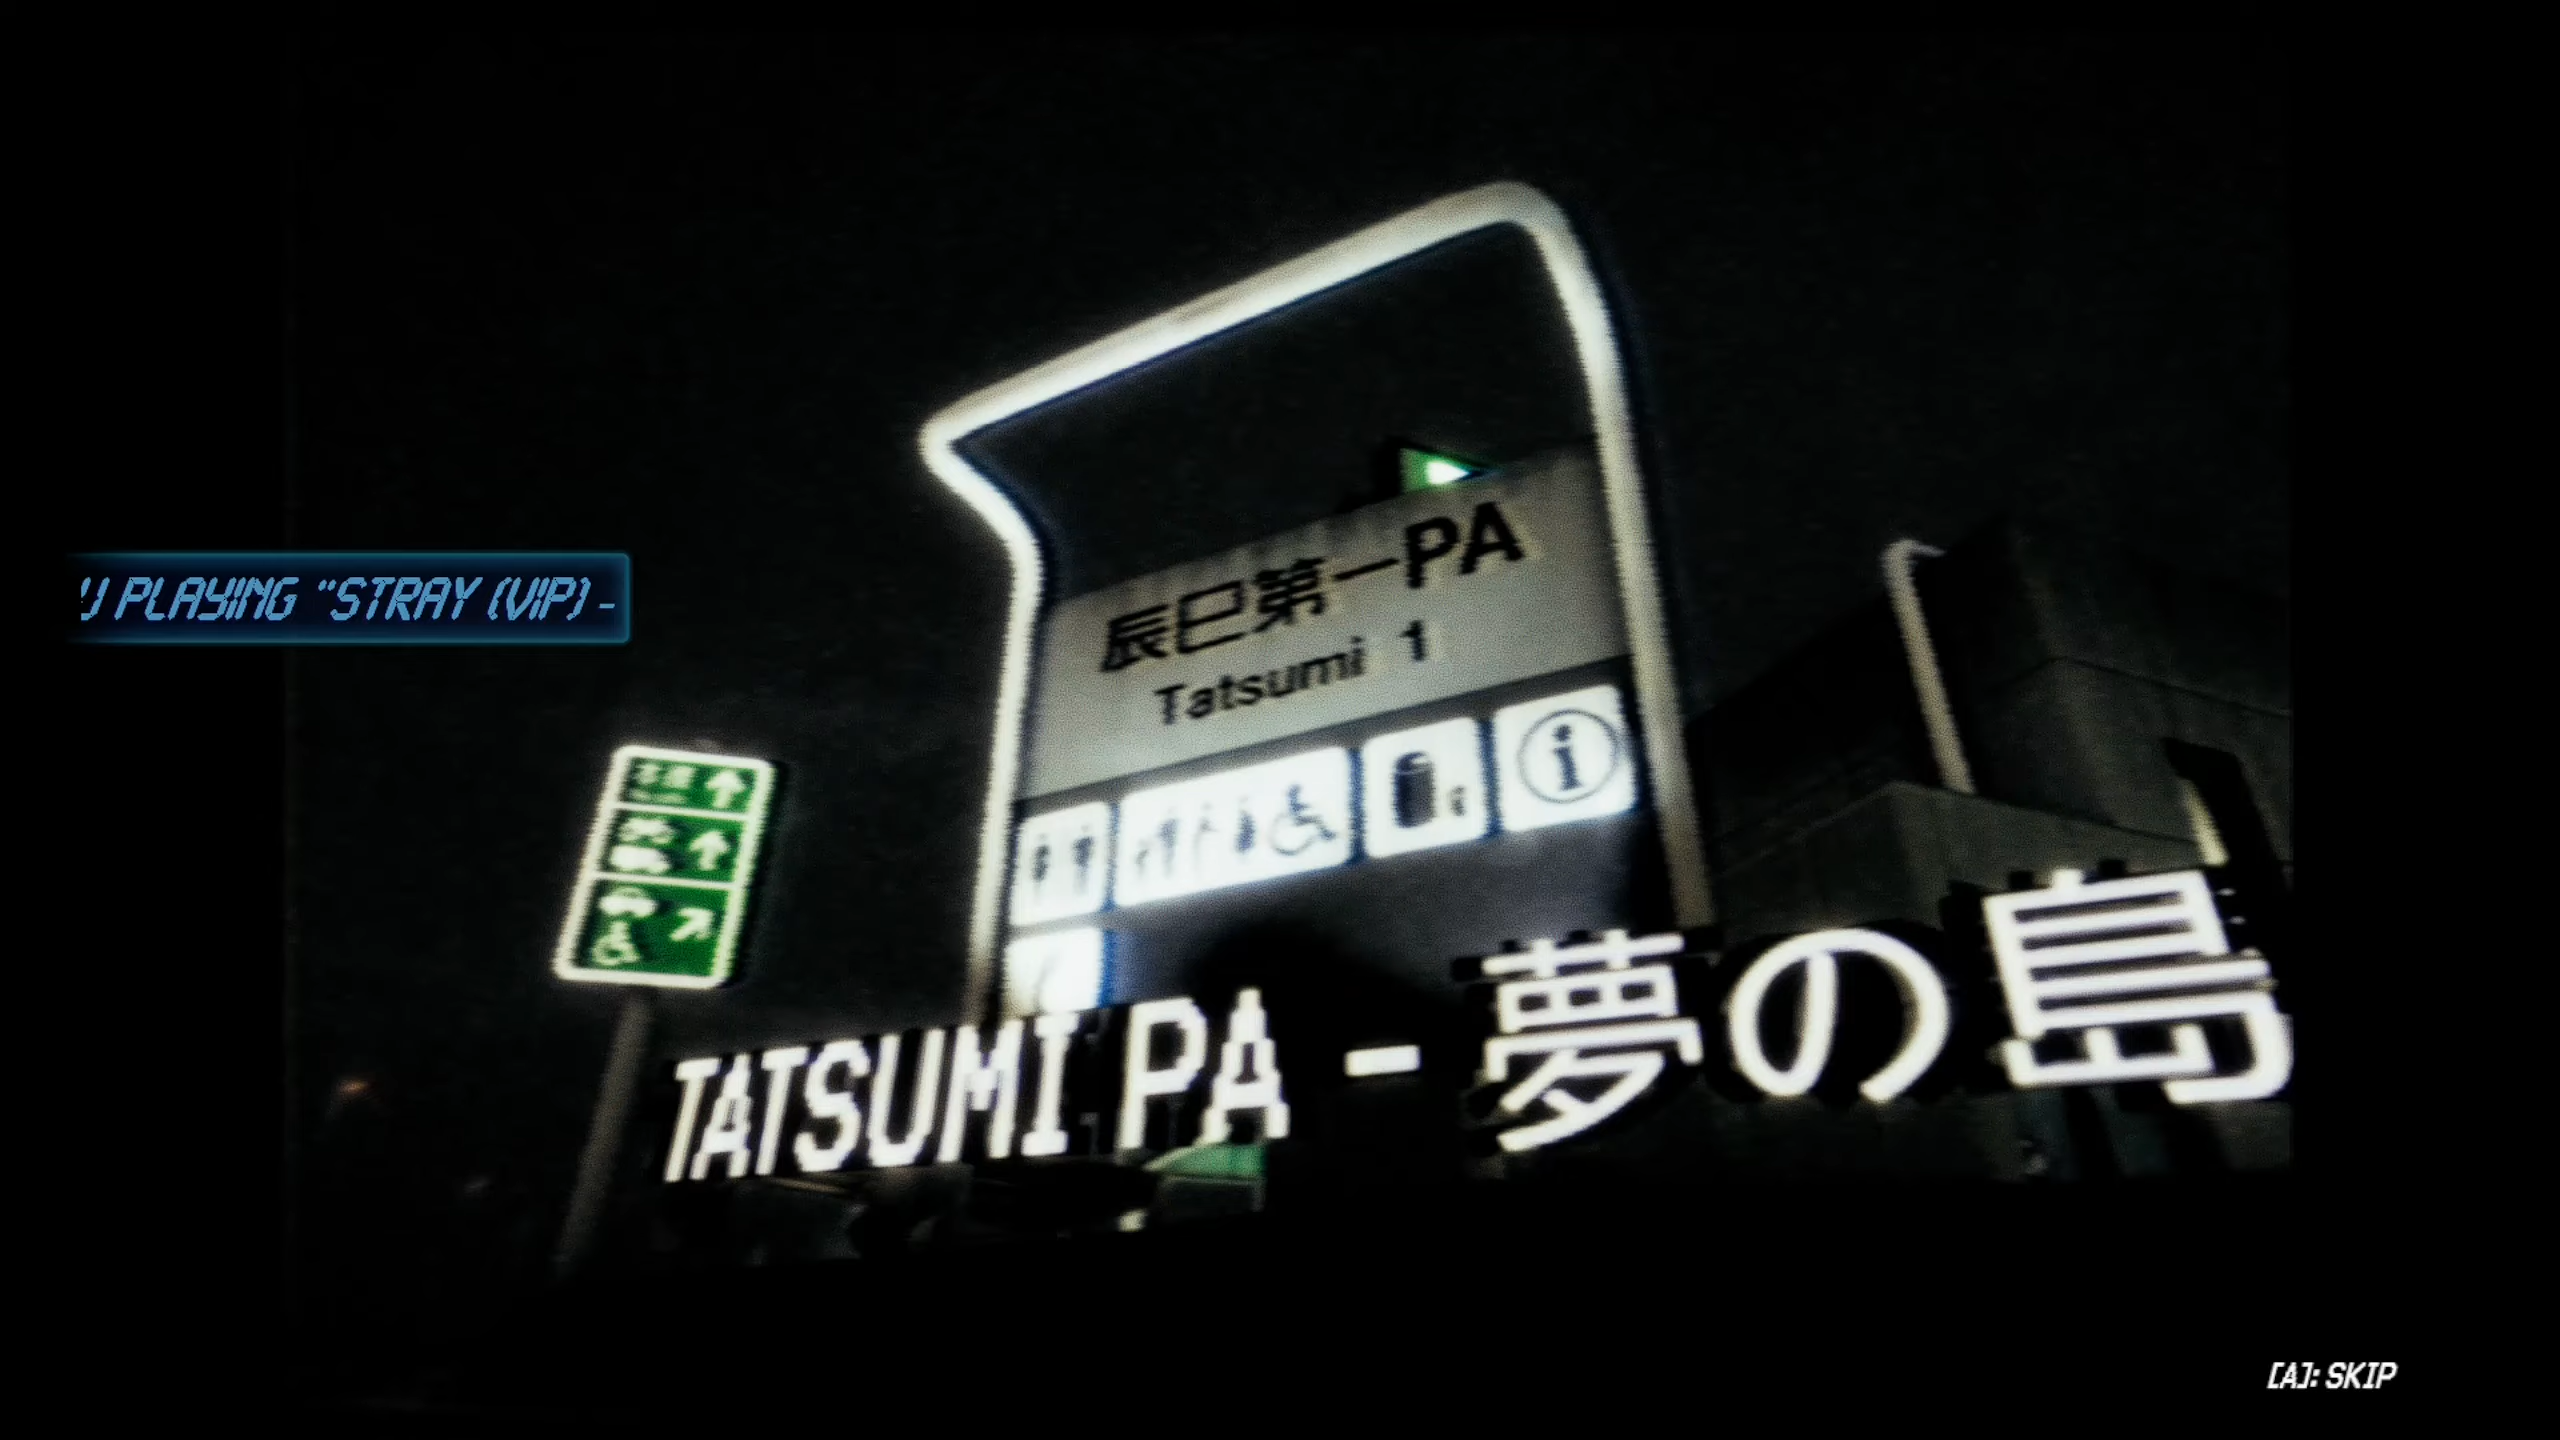 辰巳第一PA
Tatsumi 1
PLAYING "STRAY (VIP) -
TATSUMI PA - 夢の島
[A]: SKIP